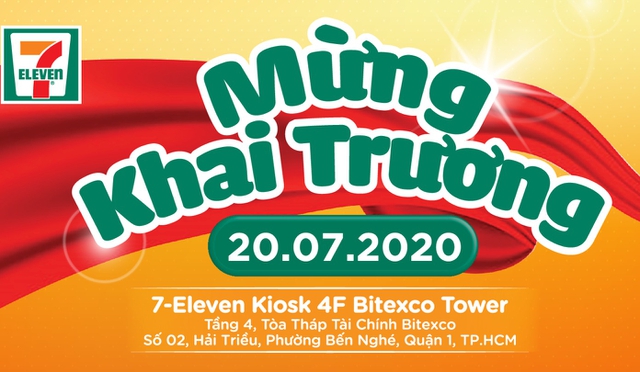 7
ELEVEN
Mừng
Khai Trương
20.07.2020
7-Eleven Kiosk 4F Bitexco Tower
Tầng 4, Tòa Tháp Tài Chính Bitexco
Số 02, Hải Triều, Phường Bến Nghé, Quận 1, TP.HCM